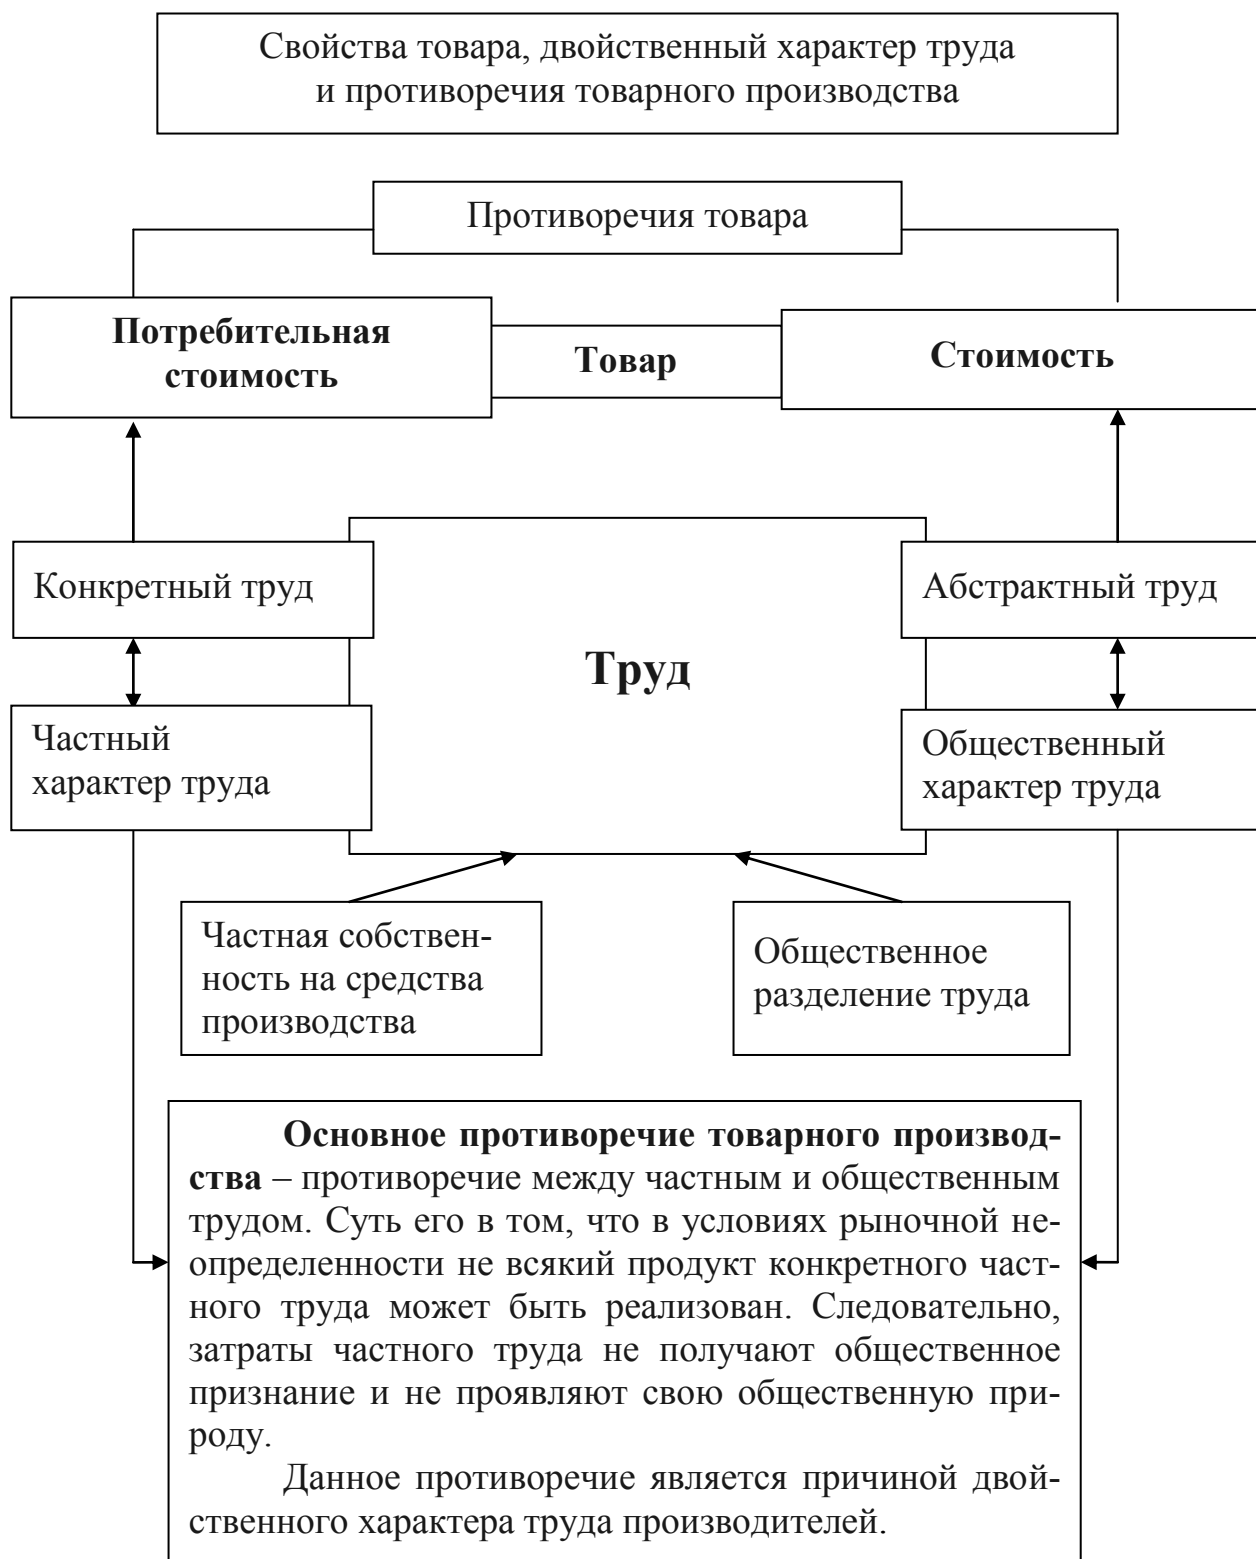 Свойства товара, двойственный характер труда
и противоречия товарного производства
Противоречия товара
Потребительная
стоимость
Товар
Стоимость
Конкретный труд
Абстрактный труд
Труд
Частный
характер труда
Общественный
характер труда
Частная собствен-
ность на средства
производства
Общественное
разделение труда
Основное противоречие товарного производ-
ства – противоречие между частным и общественным
трудом. Суть его в том, что в условиях рыночной не-
определенности не всякий продукт конкретного част-
ного труда может быть реализован. Следовательно,
затраты частного труда не получают общественное
признание и не проявляют свою общественную при-
роду.
Данное противоречие является причиной двой-
ственного характера труда производителей.